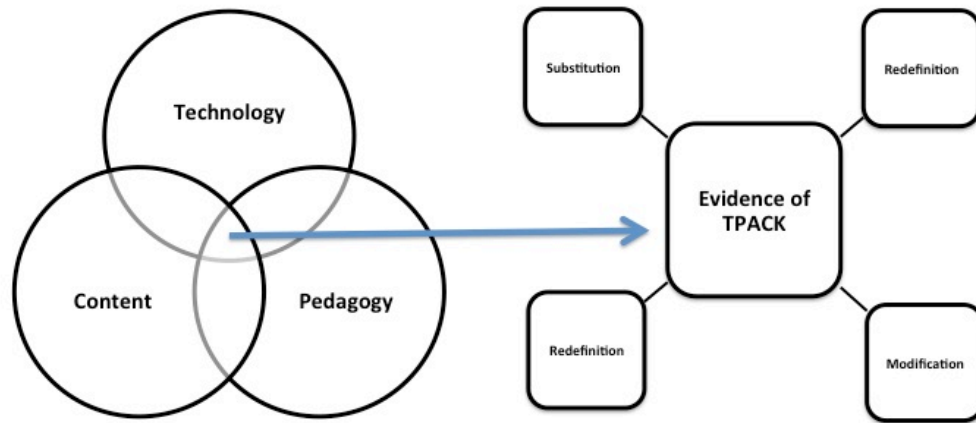 Technology
Content
Pedagogy
Substitution
Redefinition
Evidence of
TPACK
Redefinition
Modification